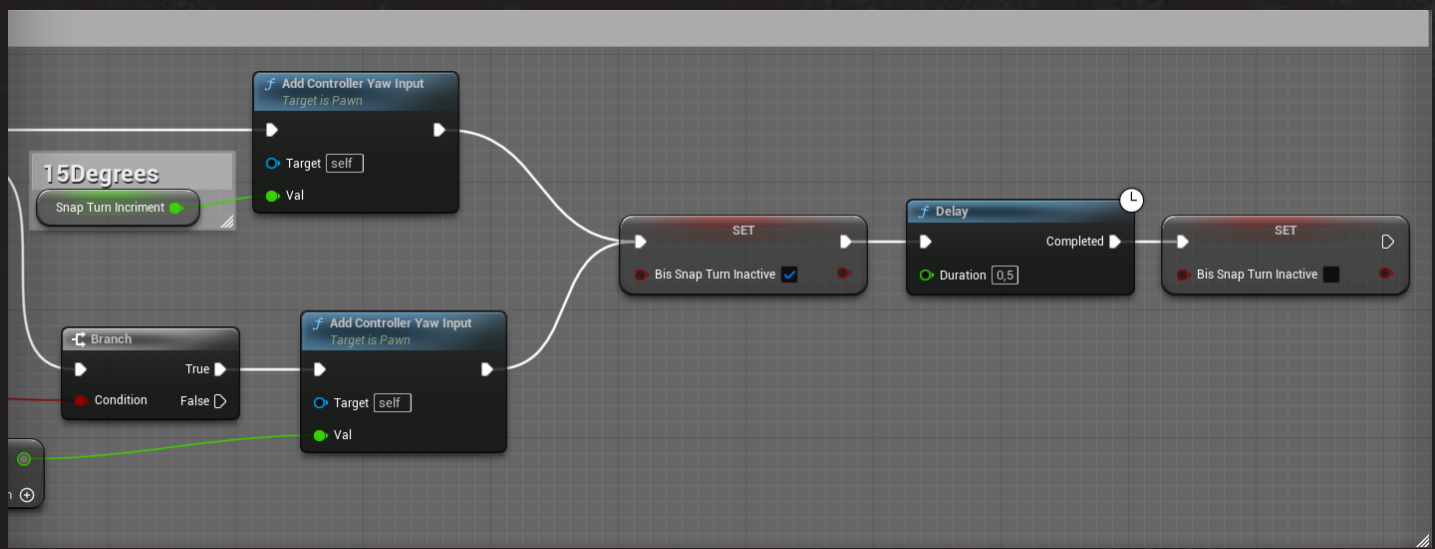 Add Controller Yaw Input
Target is Pawn
Target self
Val
15Degrees
Snap Turn Incriment
SET
Bis Snap Turn Inactive
Delay
Completed
Duration 0,5
SET
Bis Snap Turn Inactive
Branch
True
Condition False
Add Controller Yaw Input
Target is Pawn
Target self
Val